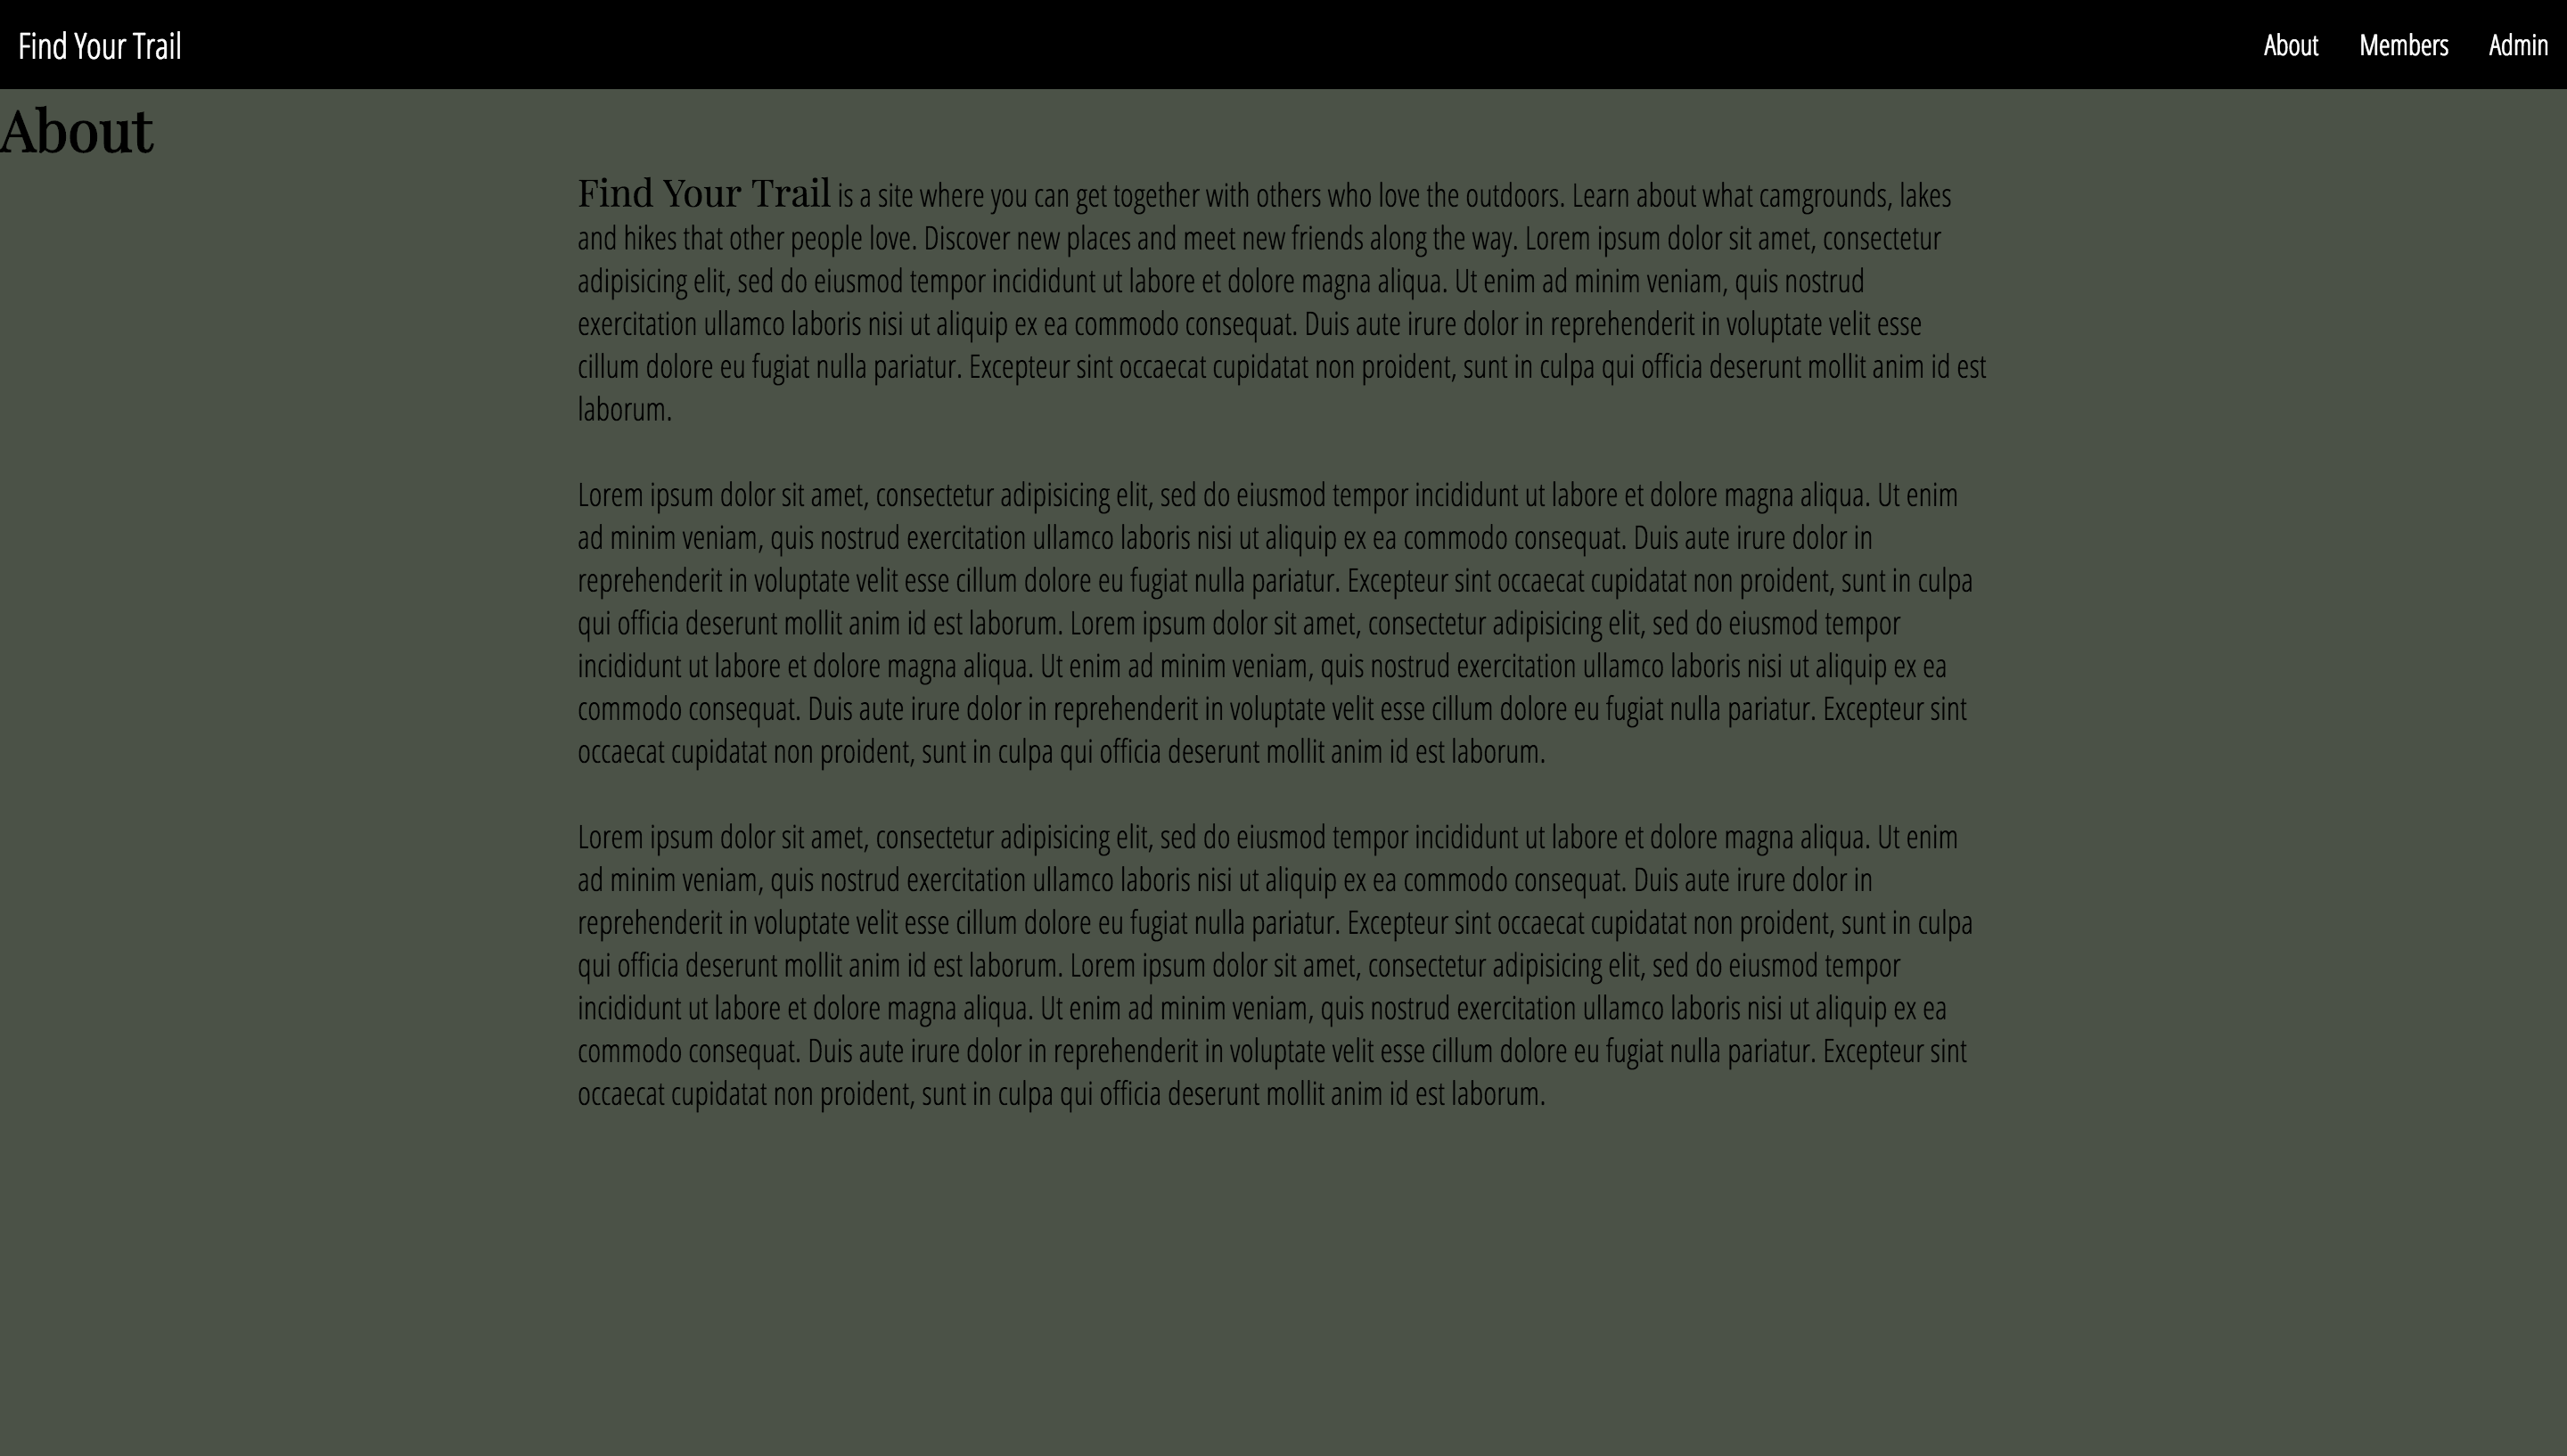 Find Your Trail
About Members Admin
About
Find Your Trail is a site where you can get together with others who love the outdoors. Learn about what camgrounds, lakes
and hikes that other people love. Discover new places and meet new friends along the way. Lorem ipsum dolor sit amet, consectetur
adipisicing elit, sed do eiusmod tempor incididunt ut labore et dolore magna aliqua. Ut enim ad minim veniam, quis nostrud
exercitation ullamco laboris nisi ut aliquip ex ea commodo consequat. Duis aute irure dolor in reprehenderit in voluptate velit esse
cillum dolore eu fugiat nulla pariatur. Excepteur sint occaecat cupidatat non proident, sunt in culpa qui officia deserunt mollit anim id est
laborum.
Lorem ipsum dolor sit amet, consectetur adipisicing elit, sed do eiusmod tempor incididunt ut labore et dolore magna aliqua. Ut enim
ad minim veniam, quis nostrud exercitation ullamco laboris nisi ut aliquip ex ea commodo consequat. Duis aute irure dolor in
reprehenderit in voluptate velit esse cillum dolore eu fugiat nulla pariatur. Excepteur sint occaecat cupidatat non proident, sunt in culpa
qui officia deserunt mollit anim id est laborum. Lorem ipsum dolor sit amet, consectetur adipisicing elit, sed do eiusmod tempor
incididunt ut labore et dolore magna aliqua. Ut enim ad minim veniam, quis nostrud exercitation ullamco laboris nisi ut aliquip ex ea
commodo consequat. Duis aute irure dolor in reprehenderit in voluptate velit esse cillum dolore eu fugiat nulla pariatur. Excepteur sint
occaecat cupidatat non proident, sunt in culpa qui officia deserunt mollit anim id est laborum.
Lorem ipsum dolor sit amet, consectetur adipisicing elit, sed do eiusmod tempor incididunt ut labore et dolore magna aliqua. Ut enim
ad minim veniam, quis nostrud exercitation ullamco laboris nisi ut aliquip ex ea commodo consequat. Duis aute irure dolor in
reprehenderit in voluptate velit esse cillum dolore eu fugiat nulla pariatur. Excepteur sint occaecat cupidatat non proident, sunt in culpa
qui officia deserunt mollit anim id est laborum. Lorem ipsum dolor sit amet, consectetur adipisicing elit, sed do eiusmod tempor
incididunt ut labore et dolore magna aliqua. Ut enim ad minim veniam, quis nostrud exercitation ullamco laboris nisi ut aliquip ex ea
commodo consequat. Duis aute irure dolor in reprehenderit in voluptate velit esse cillum dolore eu fugiat nulla pariatur. Excepteur sint
occaecat cupidatat non proident, sunt in culpa qui officia deserunt mollit anim id est laborum.